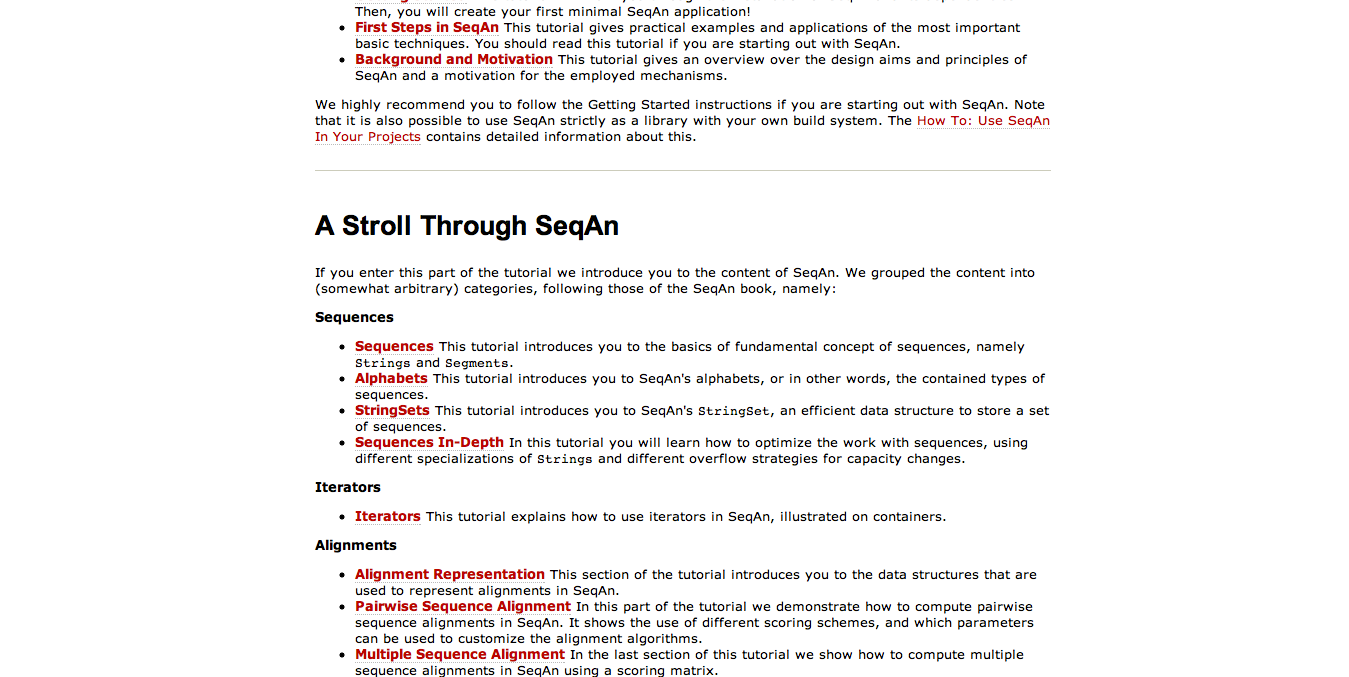 Then, you will create your first minimal SeqAn application!
First Steps in SeqAn This tutorial gives practical examples and applications of the most important
basic techniques. You should read this tutorial if you are starting out with SeqAn.
Background and Motivation This tutorial gives an overview over the design aims and principles of
SeqAn and a motivation for the employed mechanisms.
We highly recommend you to follow the Getting Started instructions if you are starting out with SeqAn. Note
that it is also possible to use SeqAn strictly as a library with your own build system. The How To: Use SeqAn
In Your Projects contains detailed information about this.
A Stroll Through SeqAn
If you enter this part of the tutorial we introduce you to the content of SeqAn. We grouped the content into
(somewhat arbitrary) categories, following those of the SeqAn book, namely:
Sequences
Sequences This tutorial introduces you to the basics of fundamental concept of sequences, namely
Strings and Segments.
Alphabets This tutorial introduces you to SeqAn's alphabets, or in other words, the contained types of
sequences.
StringSets This tutorial introduces you to SeqAn's StringSet, an efficient data structure to store a set
of sequences.
Sequences In-Depth In this tutorial you will learn how to optimize the work with sequences, using
different specializations of Strings and different overflow strategies for capacity changes.
Iterators
Iterators This tutorial explains how to use iterators in SeqAn, illustrated on containers.
Alignments
Alignment Representation This section of the tutorial introduces you to the data structures that are
used to represent alignments in SeqAn.
Pairwise Sequence Alignment In this part of the tutorial we demonstrate how to compute pairwise
sequence alignments in SeqAn. It shows the use of different scoring schemes, and which parameters
can be used to customize the alignment algorithms.
Multiple Sequence Alignment In the last section of this tutorial we show how to compute multiple
sequence alignments in SeqAn using a scoring matrix.